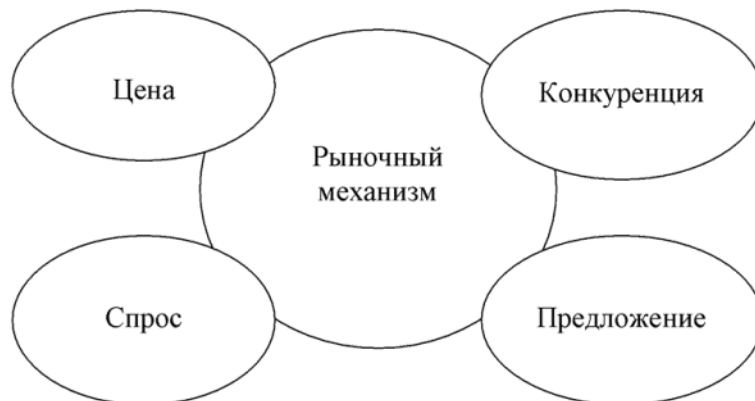 Цена
Конкуренция
Рыночный
механизм
Спрос
Предложение